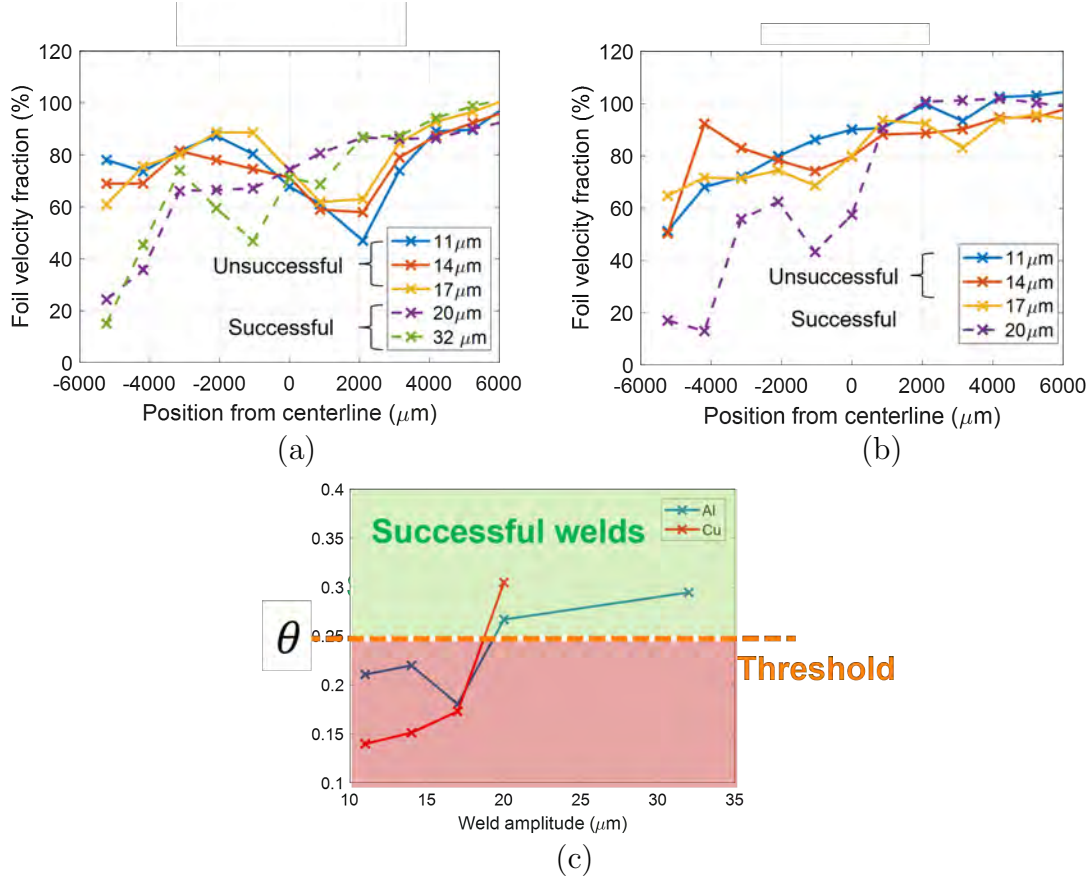 120
100
80
60
40
20
0
Foil velocity fraction (%)
Unsuccessful
Successful
11μm
14μm
17μm
20μm
32 μm
-6000 -4000 -2000 0 2000 4000 6000
Position from centerline (μm)
(a)
120
100
80
60
40
20
0
Foil velocity fraction (%)
Unsuccessful
Successful
11μm
14μm
17μm
20μm
-6000 -4000 -2000 0 2000 4000 6000
Position from centerline (μm)
(b)
0.4
0.35
0.3
0.25
0.2
0.15
0.1
θ
Successful welds
Al
Cu
Threshold
10 15 20 25 30 35
Weld amplitude (μm)
(c)